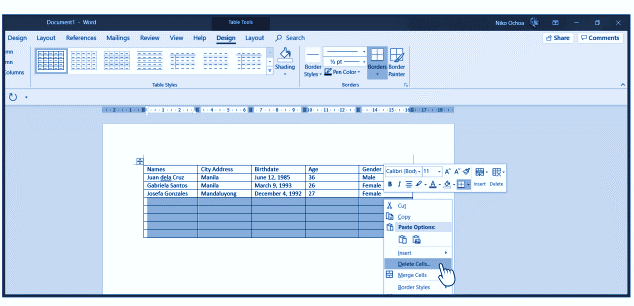 Document1 - Word
Table Tools
Niko Ochoa
Design Layout References Mailings Review View Help Design Layout Search
Share Comments
mn
mn
Columns
Shading
Border Styles
½ pt
Pen Color
Borders
Border Painter
Table Styles
Borders
Names City Address Birthdate Age Gender
Juan dela Cruz Manila June 12, 1985 36 Male
Gabriela Santos Manila March 9, 1993 26 Female
Josefa Gonzales Mandaluyong December 4, 1992 27 Female
Calibri (Body) 11
B I Insert Delete
Cut
Copy
Paste Options:
Insert
Delete Cells...
Merge Cells
Border Styles